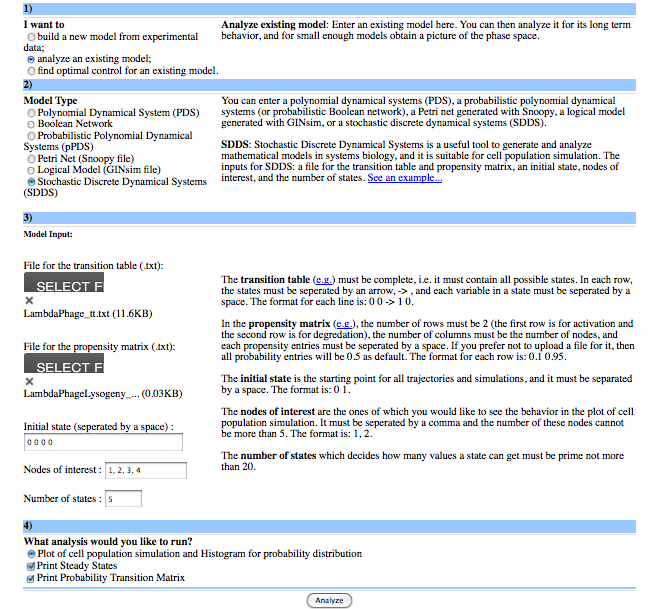 1)
I want to
build a new model from experimental
data;
analyze an existing model;
find optimal control for an existing model.
Analyze existing model: Enter an existing model here. You can then analyze it for its long term
behavior, and for small enough models obtain a picture of the phase space.
2)
Model Type
Polynomial Dynamical System (PDS)
Boolean Network
Probabilistic Polynomial Dynamical
Systems (pPDS)
Petri Net (Snoopy file)
Logical Model (GINsim file)
Stochastic Discrete Dynamical Systems
(SDDS)
You can enter a polynomial dynamical systems (PDS), a probabilistic polynomial dynamical
systems (or probabilistic Boolean network), a Petri net generated with Snoopy, a logical model
generated with GINsim, or a stochastic discrete dynamical systems (SDDS).
SDDS: Stochastic Discrete Dynamical Systems is a useful tool to generate and analyze
mathematical models in systems biology, and it is suitable for cell population simulation. The
inputs for SDDS: a file for the transition table and propensity matrix, an initial state, nodes of
interest, and the number of states. See an example...
3)
Model Input:
File for the transition table (.txt):
SELECT F
LambdaPhage_tt.txt (11.6KB)
File for the propensity matrix (.txt):
SELECT F
LambdaPhageLysogeny_... (0.03KB)
Initial state (seperated by a space) :
0 0 0 0
Nodes of interest : 1, 2, 3, 4
Number of states : 5
The transition table (e.g.) must be complete, i.e. it must contain all possible states. In each row,
the states must be seperated by an arrow, -> , and each variable in a state must be seperated by a
space. The format for each line is: 0 0 -> 1 0.
In the propensity matrix (e.g.), the number of rows must be 2 (the first row is for activation and
the second row is for degredation), the number of columns must be the number of nodes, and
each propensity entries must be seperated by a space. If you prefer not to upload a file for it, then
all probability entries will be 0.5 as default. The format for each row is: 0.1 0.95.
The initial state is the starting point for all trajectories and simulations, and it must be separated
by a space. The format is: 0 1.
The nodes of interest are the ones of which you would like to see the behavior in the plot of cell
population simulation. It must be separated by a comma and the number of these nodes cannot
be more than 5. The format is: 1, 2.
The number of states which decides how many values a state can get must be prime not more
than 20.
4)
What analysis would you like to run?
Plot of cell population simulation and Histogram for probability distribution
Print Steady States
Print Probability Transition Matrix
Analyze